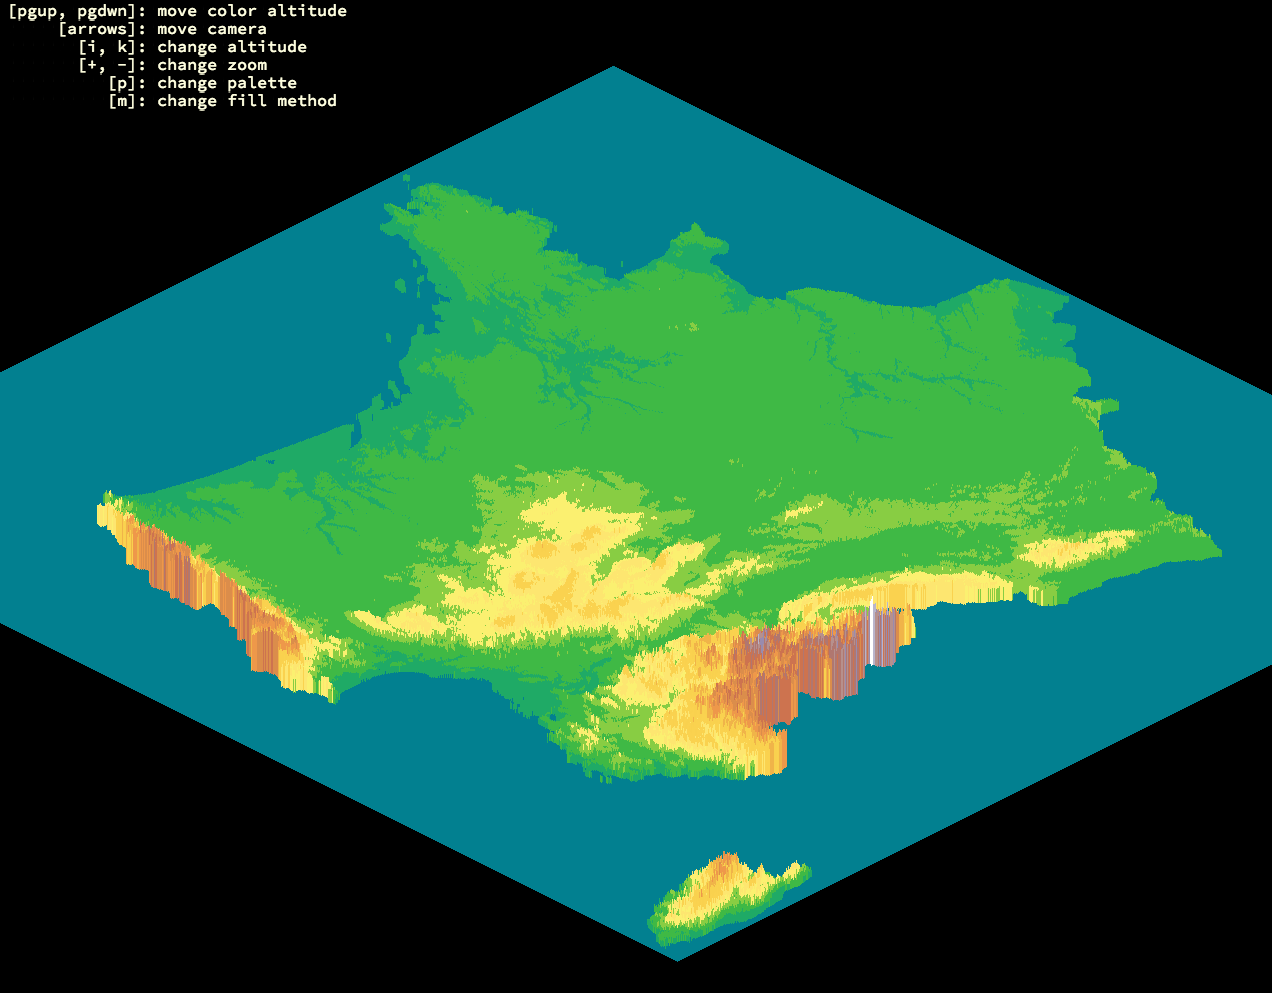 [pgup, pgdwn]: move color altitude
[arrows]: move camera
[i, k]: change altitude
[+, -]: change zoom
[p]: change palette
[m]: change fill method